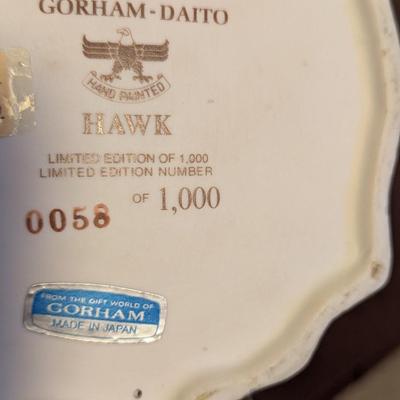 GORHAM-DAITO
HAND PAINTED
HAWK
LIMITED EDITION OF 1,000
LIMITED EDITION NUMBER
0058 OF 1,000
FROM THE GIFT WORLD OF
GORHAM
MADE IN JAPAN